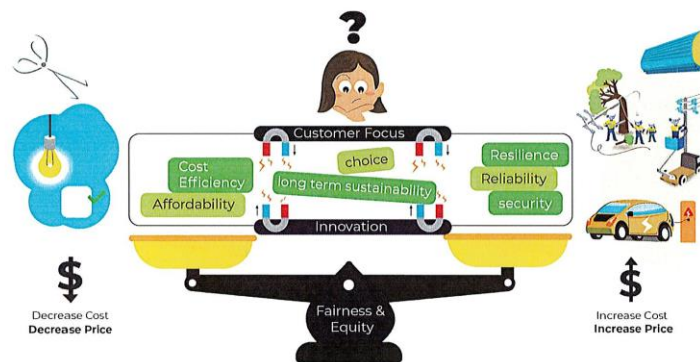 ?
Customer Focus
Cost
Efficiency
Affordability
choice
long term sustainability
Resilience
Reliability
security
Innovation
$
Decrease Cost
Decrease Price
Fairness &
Equity
$
Increase Cost
Increase Price